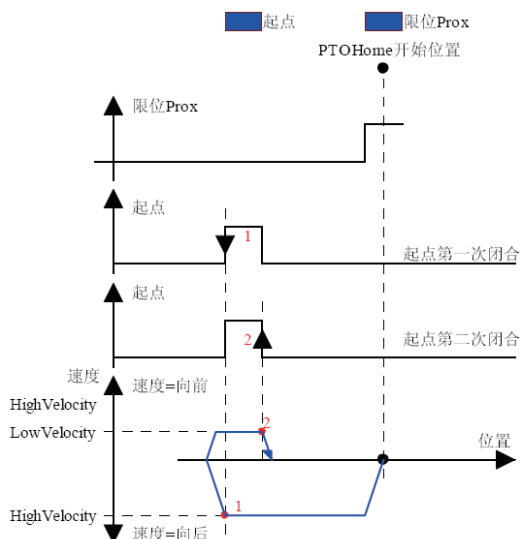 起点
限位Prox
PTOHome开始位置
限位Prox
起点
1
起点第一次闭合
起点
2
起点第二次闭合
速度
速度=向前
HighVelocity
LowVelocity
2
位置
HighVelocity
1
速度=向后